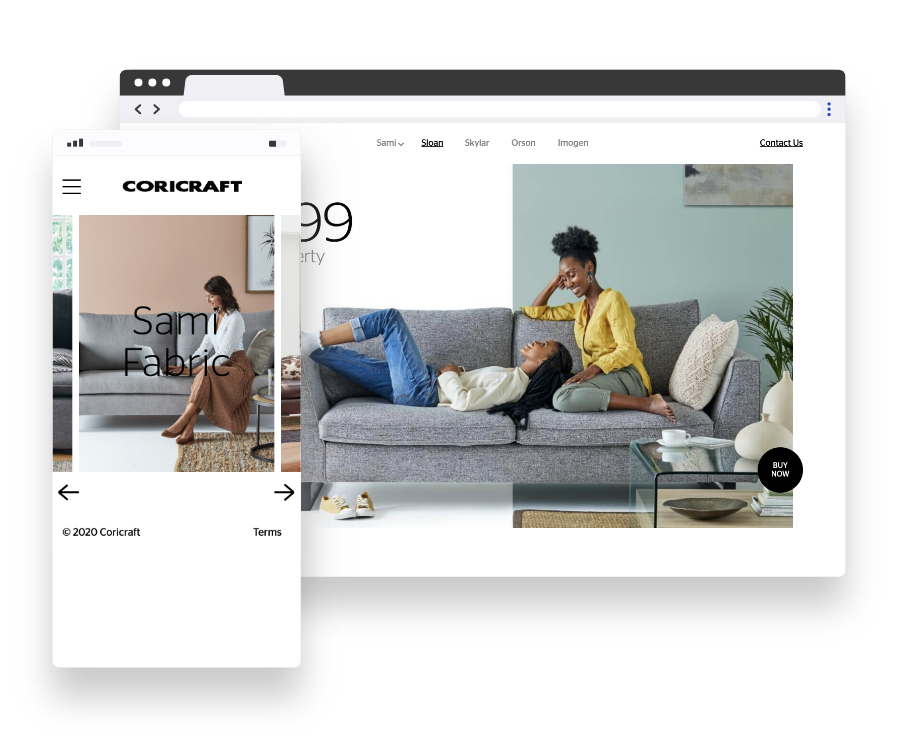 Sami Sloan Skylar Orson Imogen Contact Us
CORICRAFT
99
erty
Sami
Fabric
BUY
NOW
© 2020 Coricraft Terms